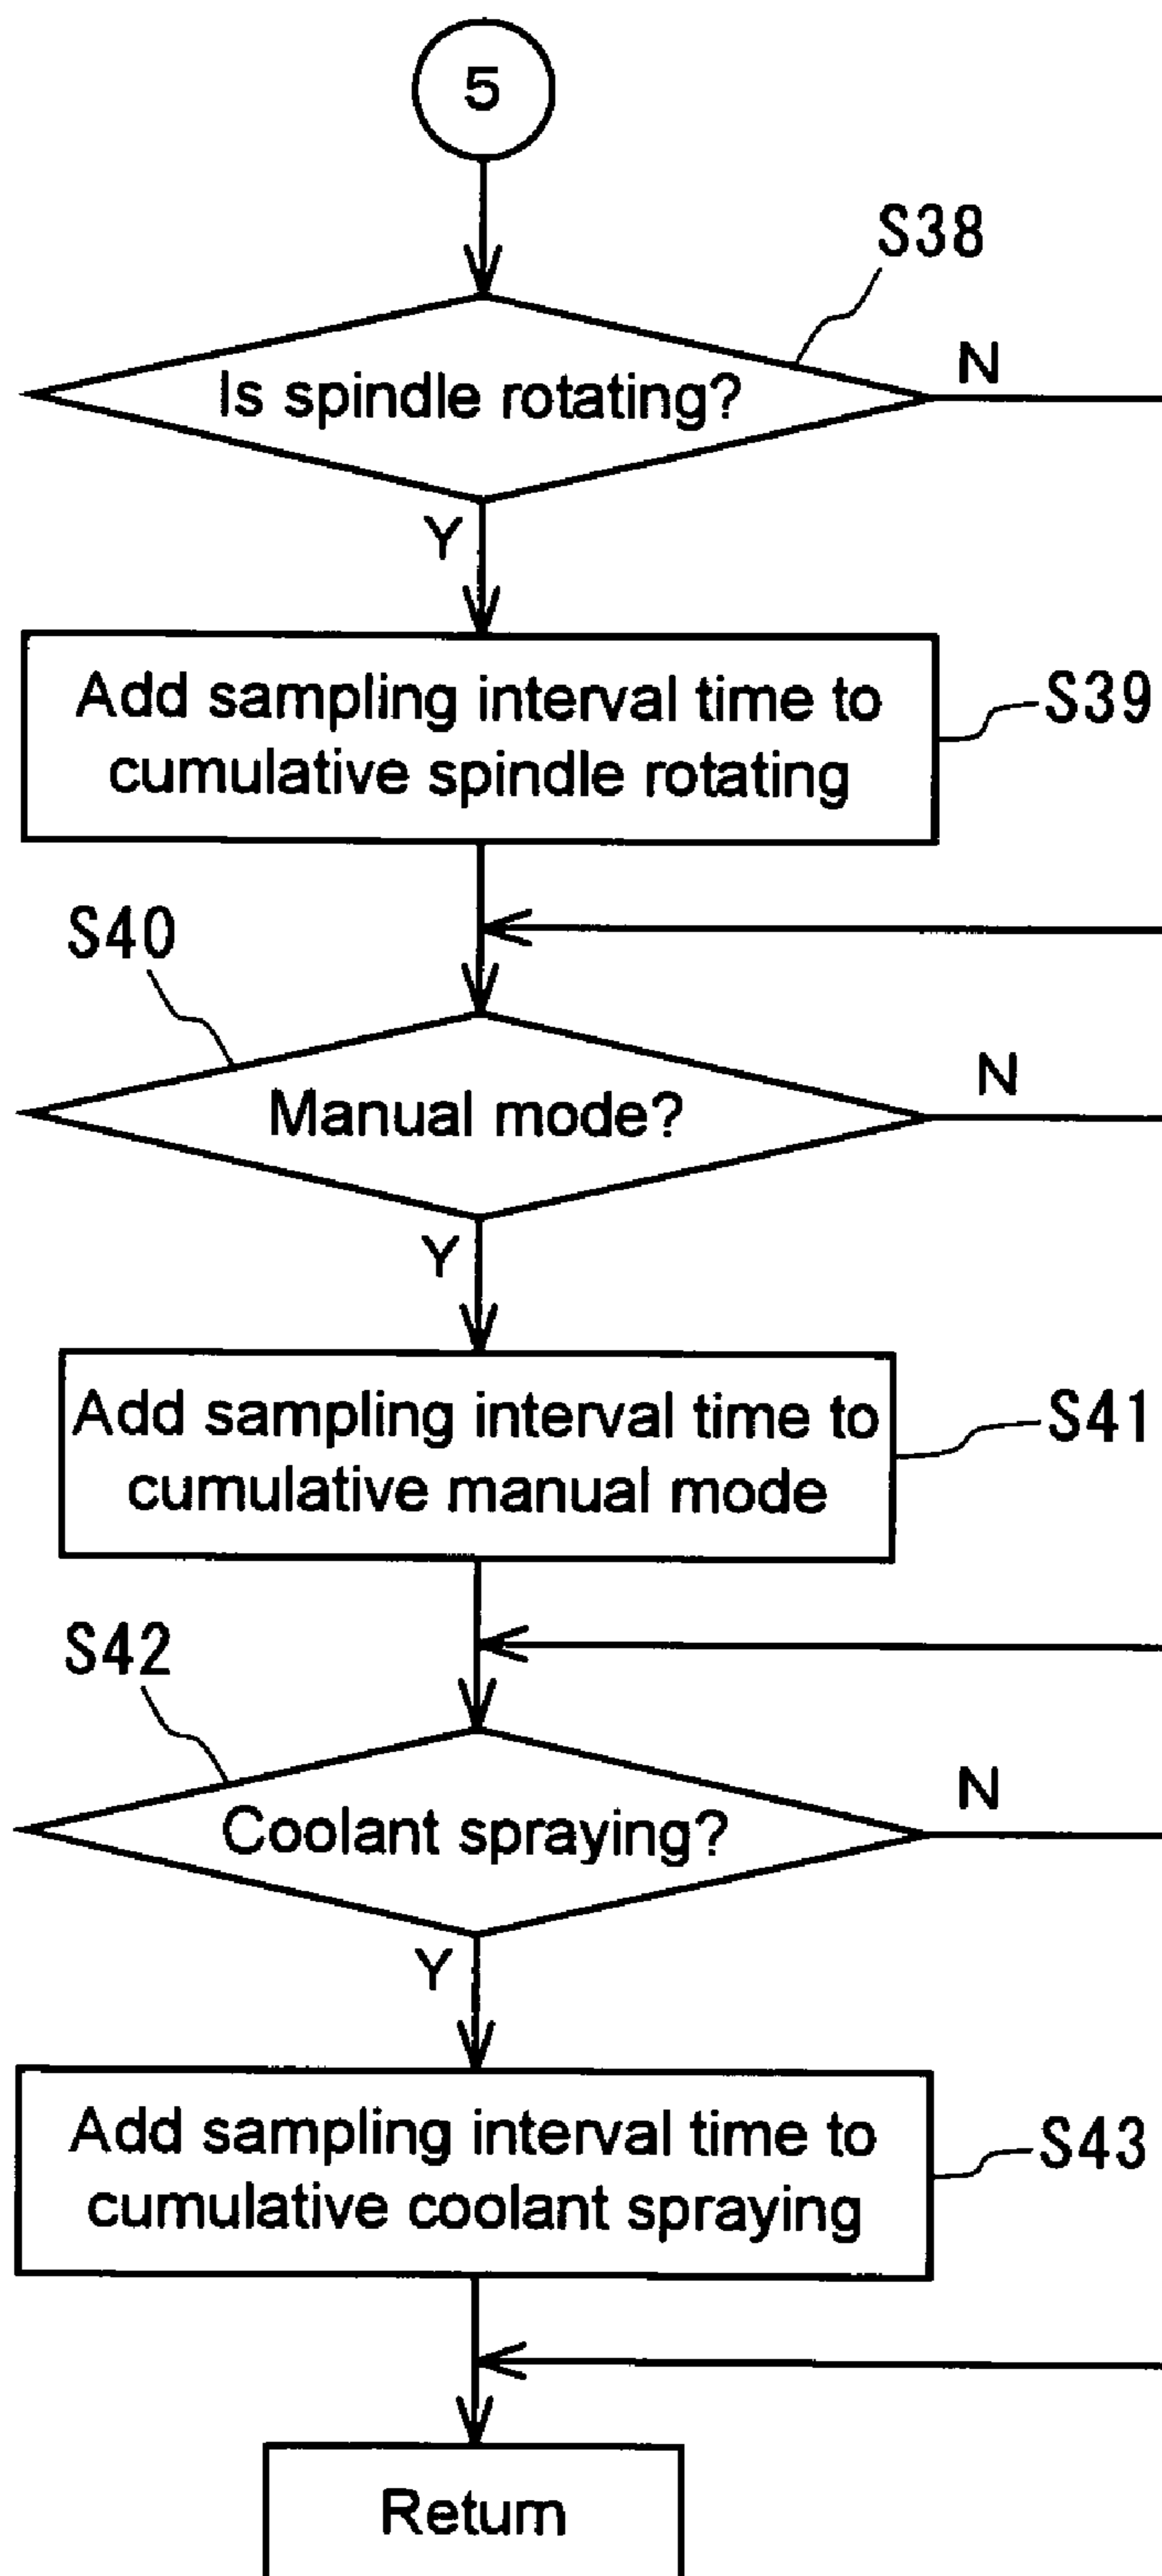 5
S38
Is spindle rotating?
N
Y
Add sampling interval time to
cumulative spindle rotating
S39
S40
Manual mode?
N
Y
Add sampling interval time to
cumulative manual mode
S41
S42
Coolant spraying?
N
Y
Add sampling interval time to
cumulative coolant spraying
S43
Return